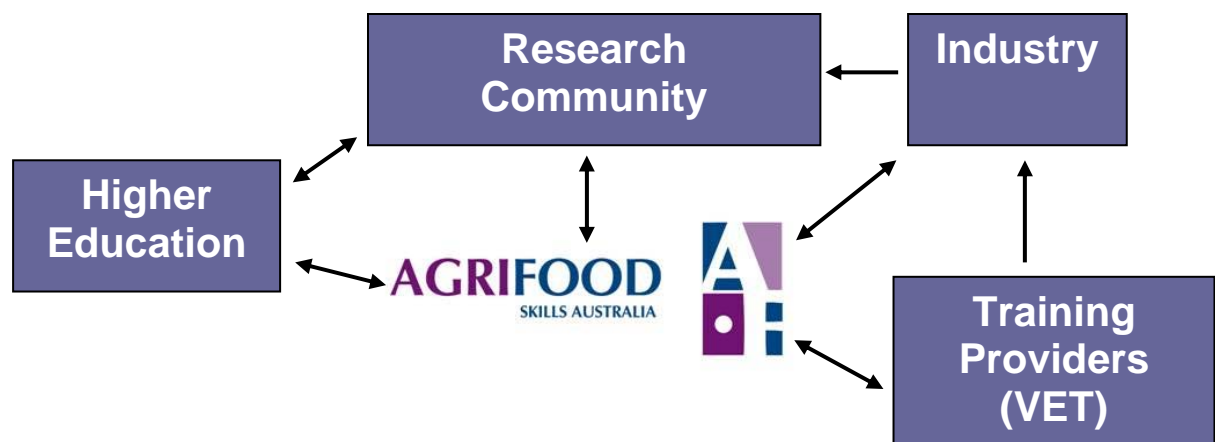 Research
Community
Industry
Higher
Education
AGRIFOOD
SKILLS AUSTRALIA
Training
Providers
(VET)